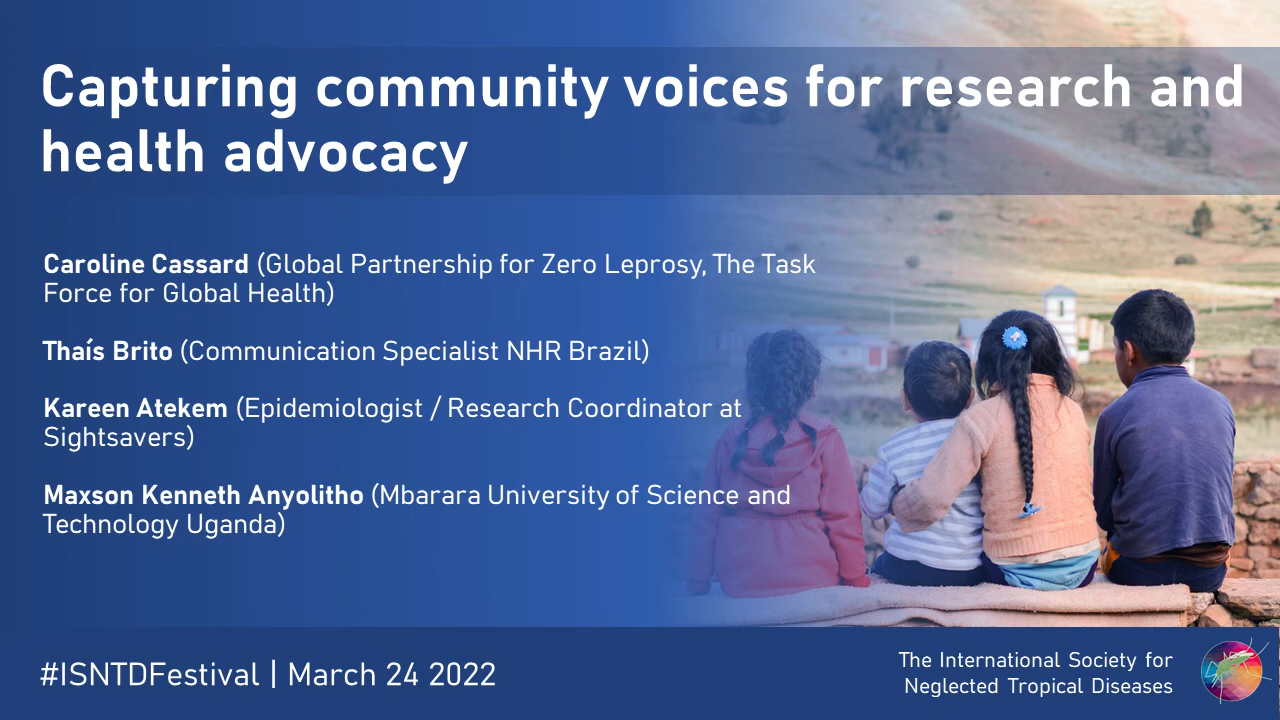 Capturing community voices for research and
health advocacy
Caroline Cassard (Global Partnership for Zero Leprosy, The Task
Force for Global Health)
Thaís Brito (Communication Specialist NHR Brazil)
Kareen Atekem (Epidemiologist / Research Coordinator at
Sightsavers)
Maxson Kenneth Anyolitho (Mbarara University of Science and
Technology Uganda)
#ISNTDFestival | March 24 2022
The International Society for
Neglected Tropical Diseases